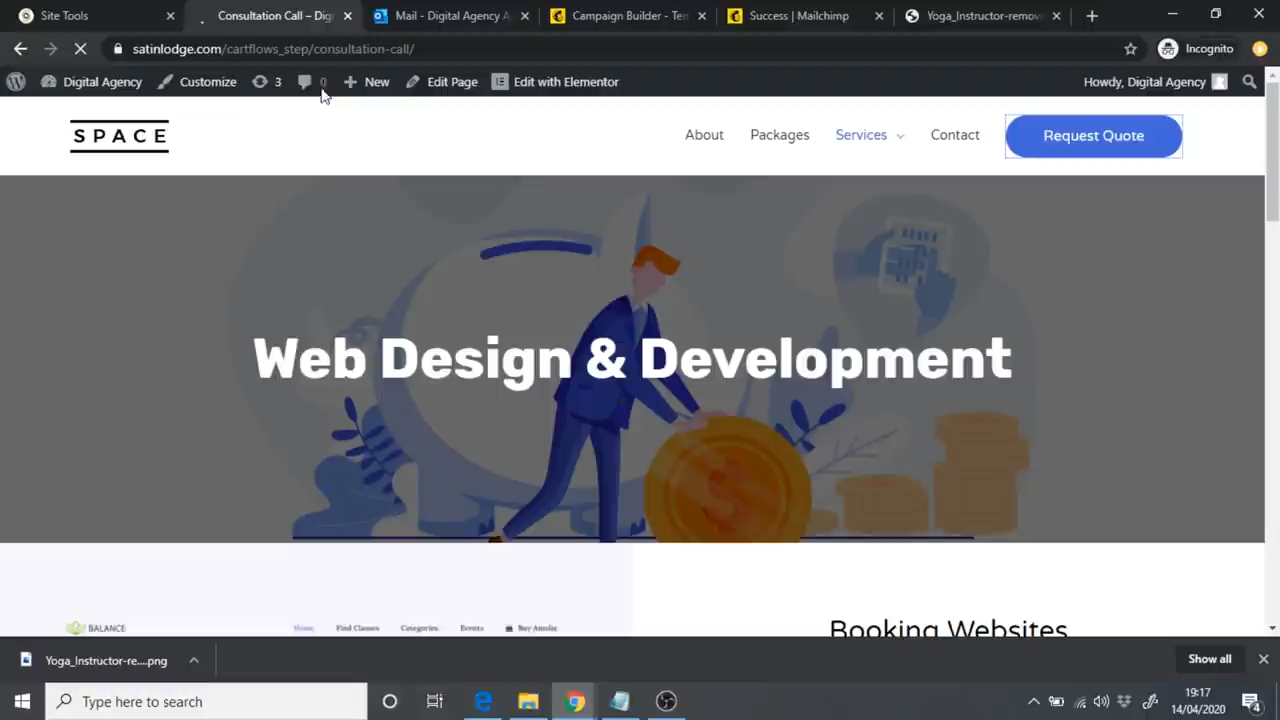 Site Tools
Consultation Call – Dig
Mail - Digital Agency A
Campaign Builder - Ten
Success | Mailchimp
Yoga_Instructor-remove
satinlodge.com/cartflows_step/consultation-call/
Incognito
Digital Agency
Customize
3
0
New
Edit Page
Edit with Elementor
Howdy, Digital Agency
SPACE
About
Packages
Services
Contact
Request Quote
Web Design & Development
BALANCE
Home
Find Classes
Categories
Events
Booking Websites
Yoga_Instructor-re....png
Show all
Type here to search
19:17
14/04/2020
4